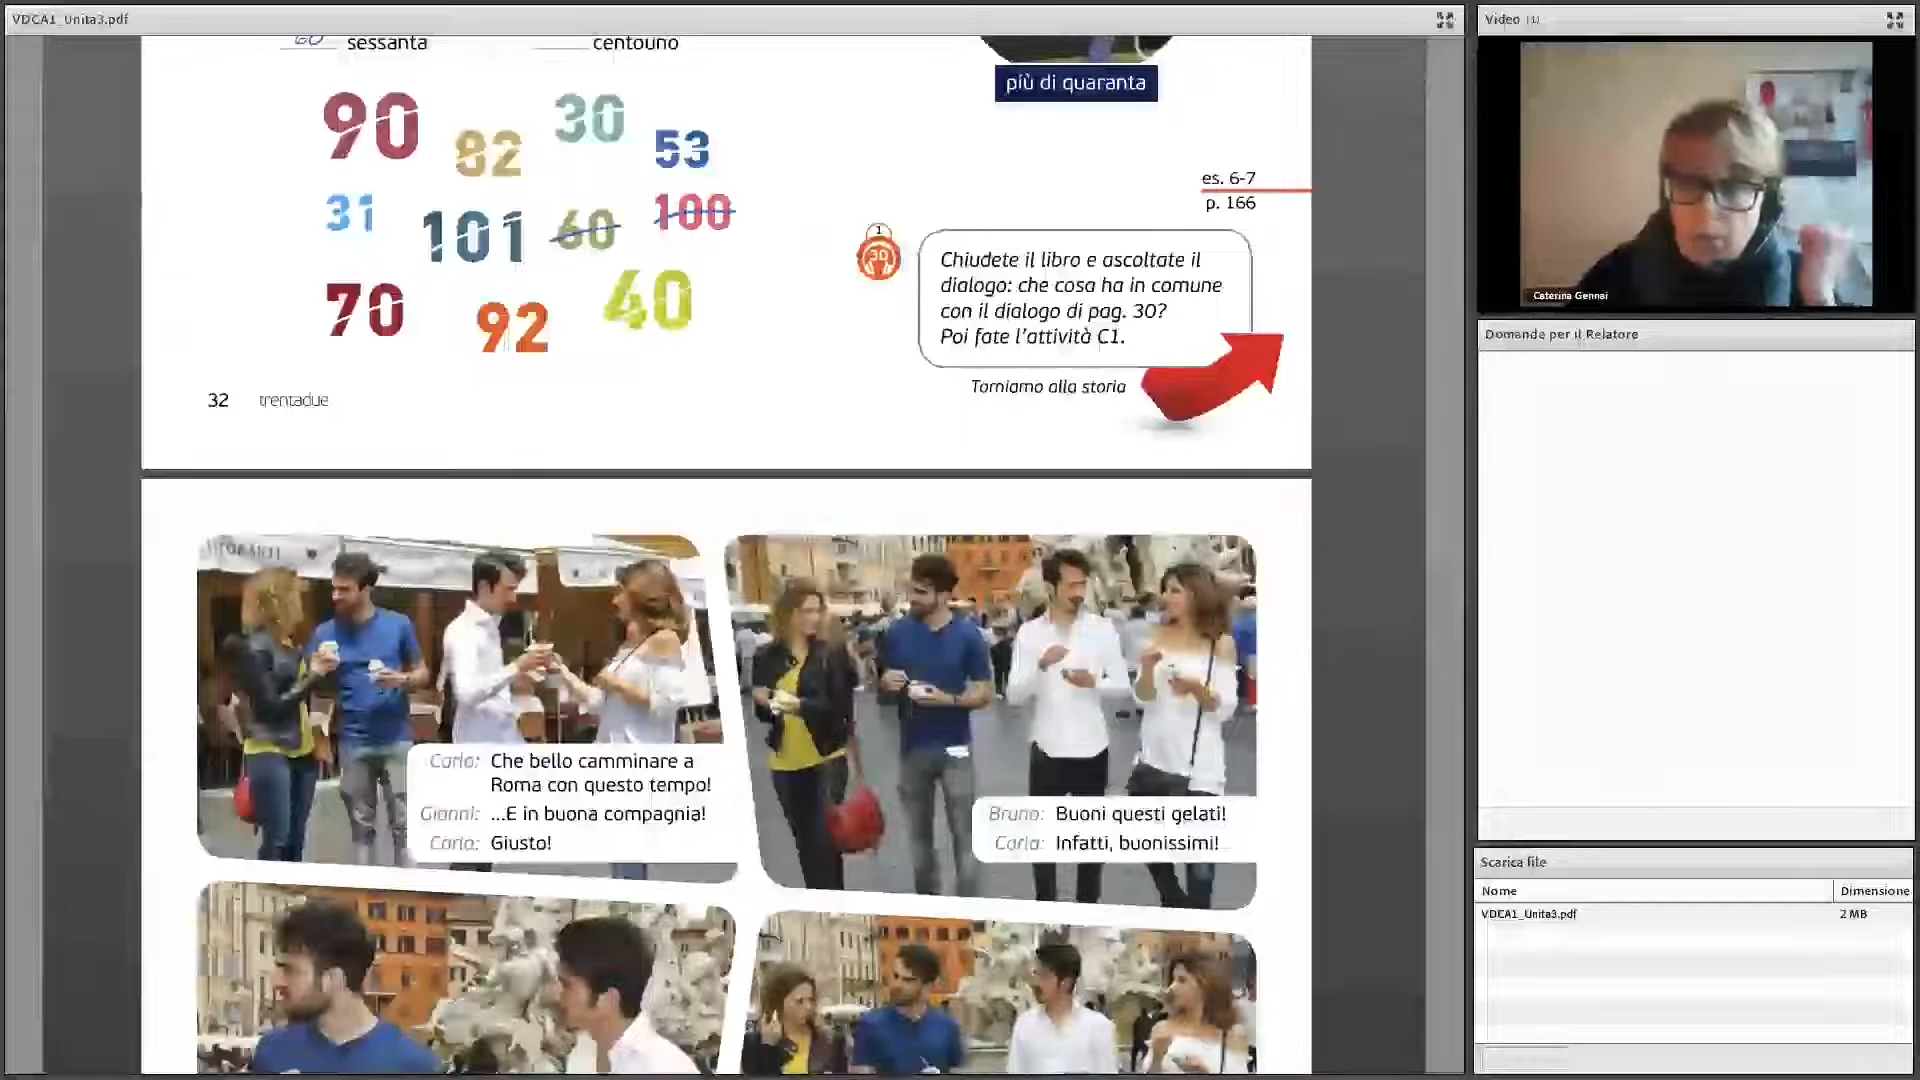 VDCA1_Unita3.pdf
60 sessanta
centouno
più di quaranta
90
82
30
53
31
101
60
100
70
92
40
es. 6-7
p. 166
1
3D
Chiudete il libro e ascoltate il
dialogo: che cosa ha in comune
con il dialogo di pag. 30?
Poi fate l'attività C1.
Torniamo alla storia
32 trentadue
Carla: Che bello camminare a
Roma con questo tempo!
Gianni: ...E in buona compagnia!
Carla: Giusto!
Bruno: Buoni questi gelati!
Carla: Infatti, buonissimi!
Video (1)
Caterina Gennai
Domande per il Relatore
Scarica file
Nome Dimensione
VDCA1_Unita3.pdf 2 MB